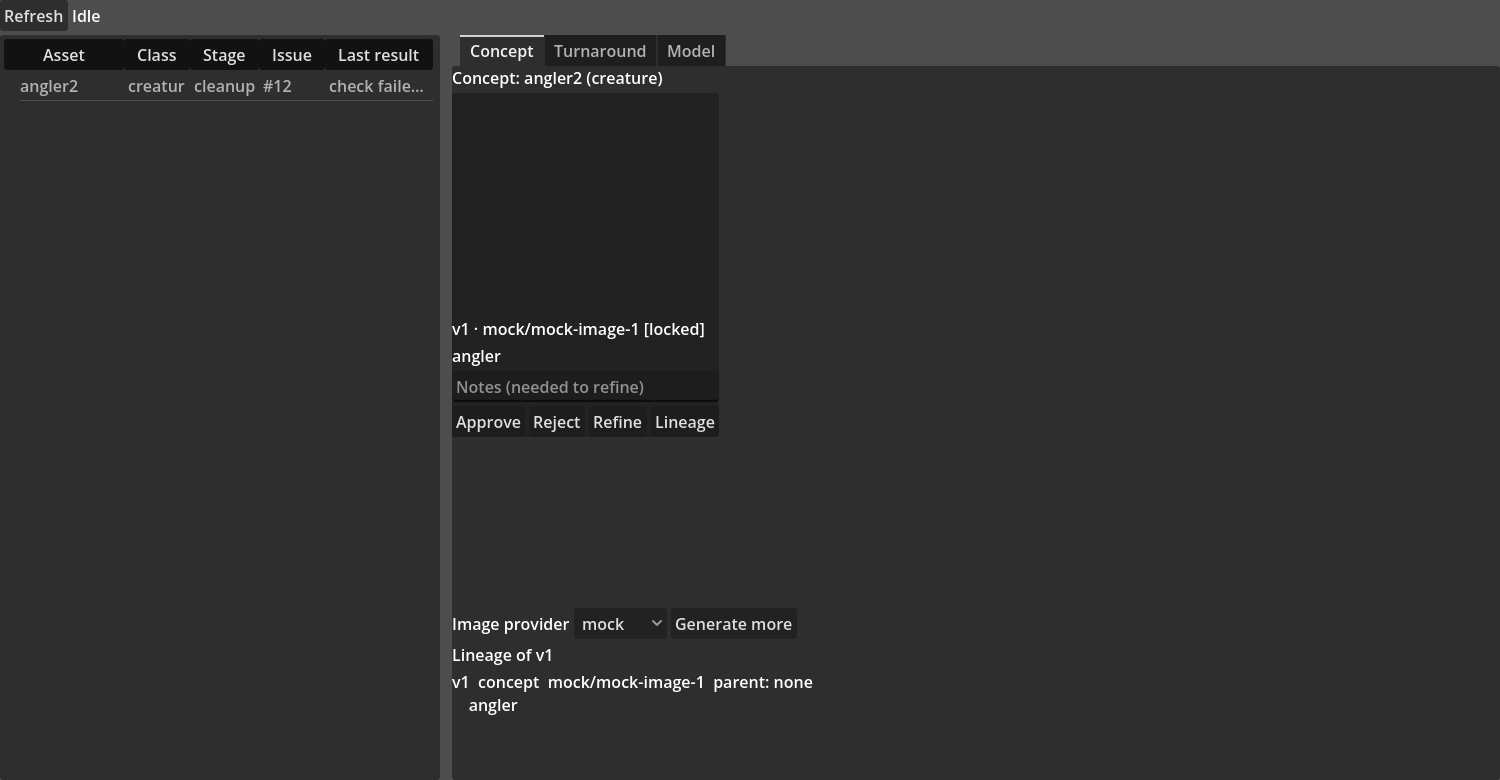 Refresh Idle
Asset Class Stage Issue Last result
angler2 creatur cleanup #12 check faile...
Concept Turnaround Model
Concept: angler2 (creature)
v1 · mock/mock-image-1 [locked]
angler
Notes (needed to refine)
Approve Reject Refine Lineage
Image provider mock Generate more
Lineage of v1
v1 concept mock/mock-image-1 parent: none
angler